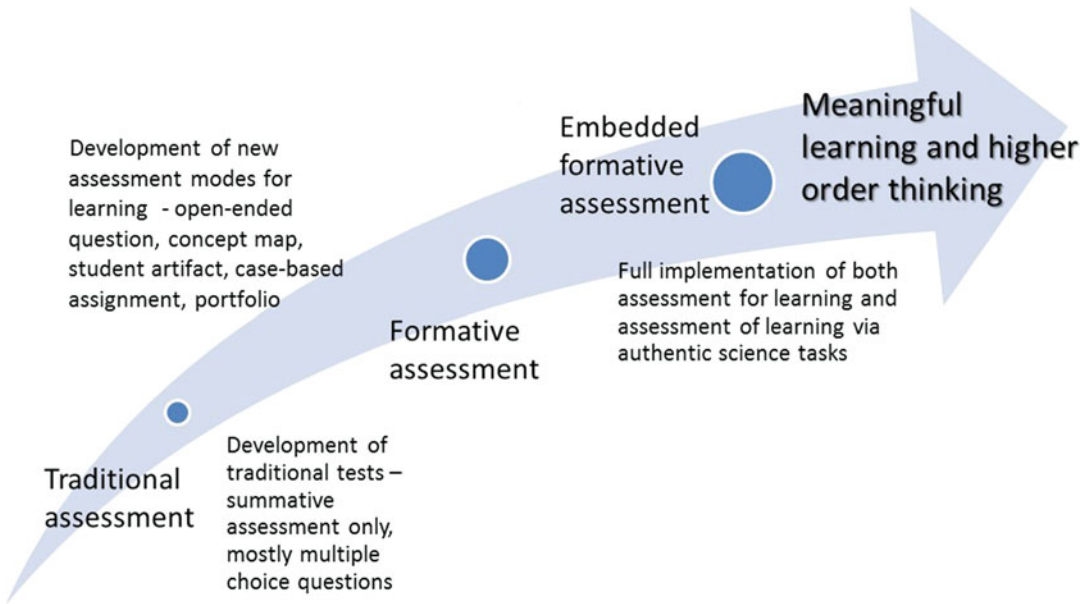 Development of new
assessment modes for
learning - open-ended
question, concept map,
student artifact, case-based
assignment, portfolio
Embedded
formative
assessment
Meaningful
learning and higher
order thinking
Full implementation of both
assessment for learning and
assessment of learning via
authentic science tasks
Formative
assessment
Traditional
assessment
Development of
traditional tests –
summative
assessment only,
mostly multiple
choice questions